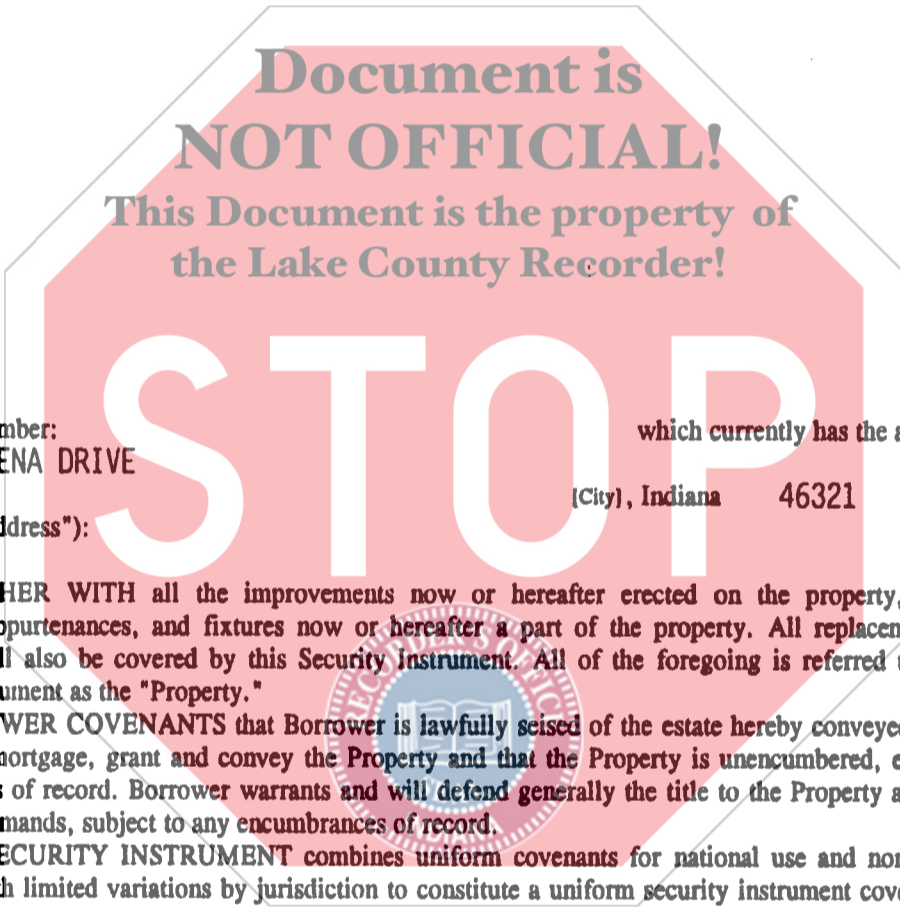 Document is
NOT OFFICIAL!
This Document is the property of
the Lake County Recorder!
STOP
mber: which currently has the a
ENA DRIVE
[City], Indiana 46321
ddress"):
HER WITH all the improvements now or hereafter erected on the property,
ppurtenances, and fixtures now or hereafter a part of the property. All replacem
ll also be covered by this Security Instrument. All of the foregoing is referred t
ument as the "Property."
WER COVENANTS that Borrower is lawfully seised of the estate hereby conveyed
mortgage, grant and convey the Property and that the Property is unencumbered, e
s of record. Borrower warrants and will defend generally the title to the Property a
mands, subject to any encumbrances of record.
ECURITY INSTRUMENT combines uniform covenants for national use and non
h limited variations by jurisdiction to constitute a uniform security instrument cove
RECORDER'S OFFICE
INDIANA